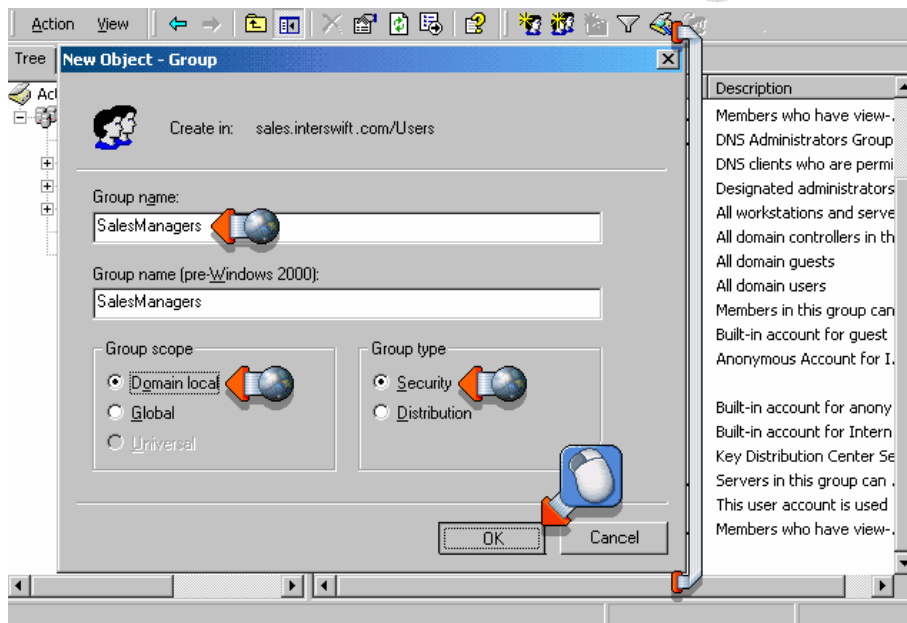 Action View
Tree
New Object - Group
Create in: sales.interswift.com/Users
Group name:
SalesManagers
Group name (pre-Windows 2000):
SalesManagers
Group scope
Domain local
Global
Universal
Group type
Security
Distribution
OK Cancel
Description
Members who have view-.
DNS Administrators Group
DNS clients who are permi
Designated administrators
All workstations and serve
All domain controllers in th
All domain guests
All domain users
Members in this group can
Built-in account for guest
Anonymous Account for I.
Built-in account for anony
Built-in account for Intern
Key Distribution Center Se
Servers in this group can .
This user account is used
Members who have view-.